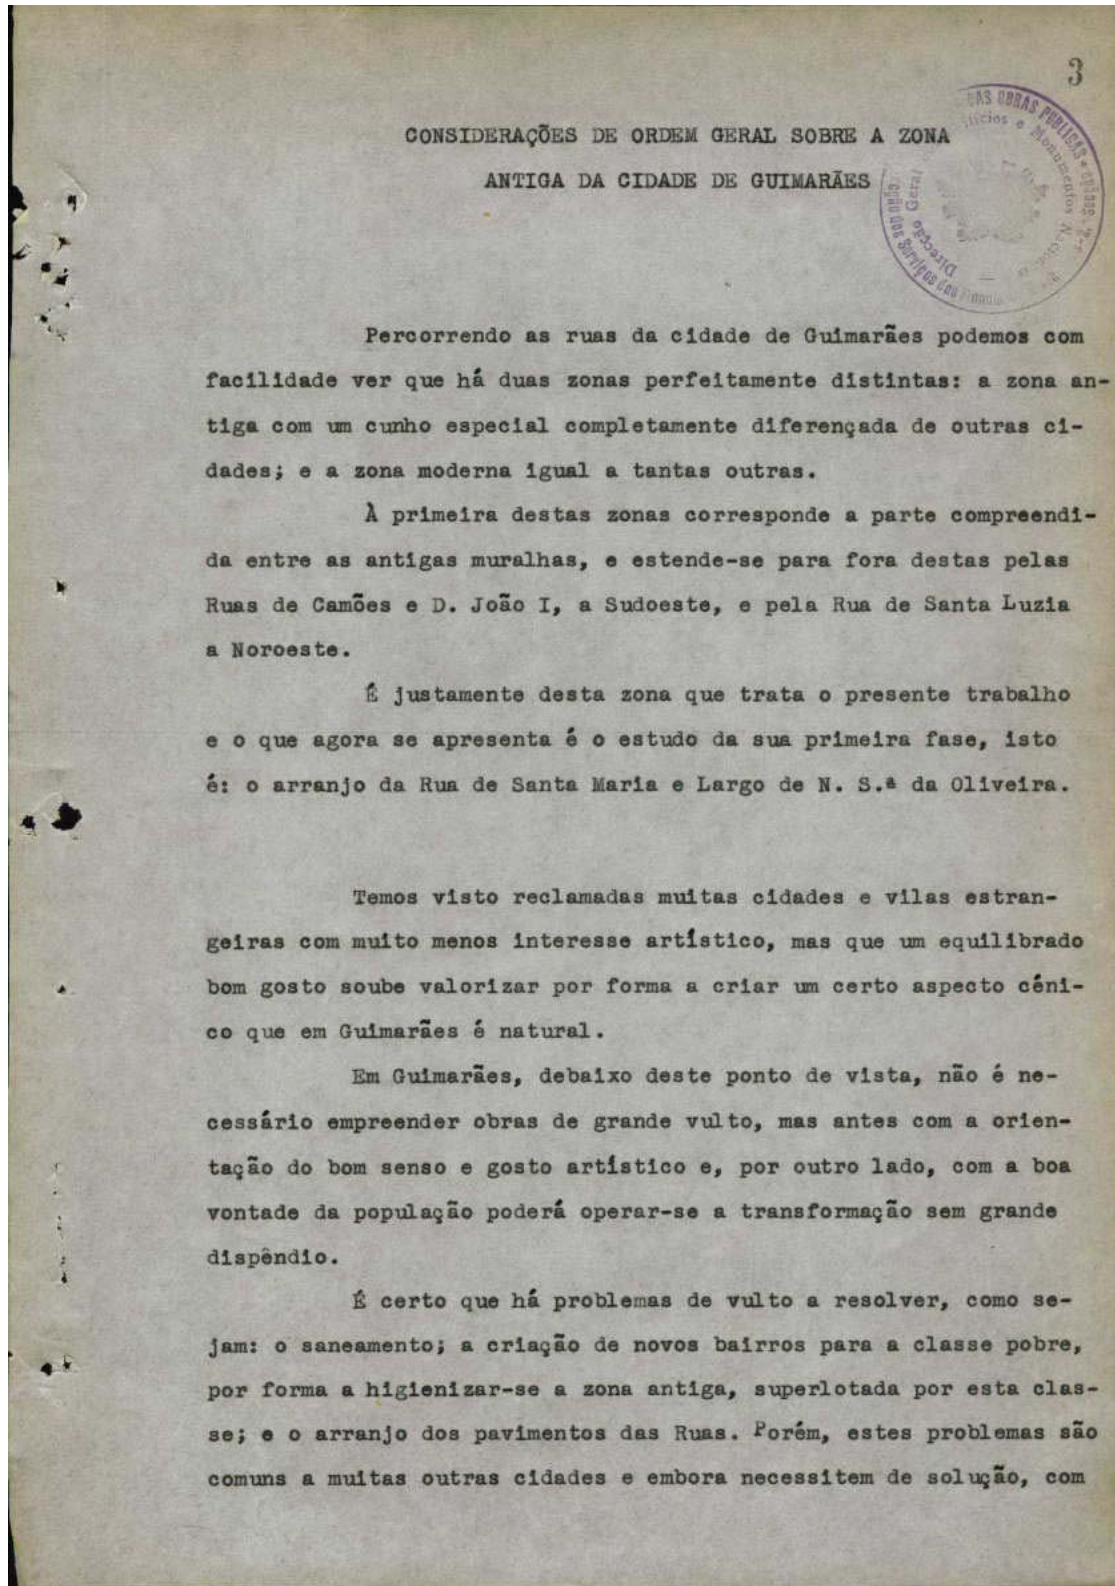 3
DAS OBRAS PUBLICAS
Monumentos
Direcção Geral
CONSIDERAÇÕES DE ORDEM GERAL SOBRE A ZONA
ANTIGA DA CIDADE DE GUIMARÃES
Percorrendo as ruas da cidade de Guimarães podemos com
facilidade ver que há duas zonas perfeitamente distintas: a zona an-
tiga com um cunho especial completamente diferençada de outras ci-
dades; e a zona moderna igual a tantas outras.
À primeira destas zonas corresponde a parte compreendi-
da entre as antigas muralhas, e estende-se para fora destas pelas
Ruas de Camões e D. João I, a Sudoeste, e pela Rua de Santa Luzia
a Noroeste.
É justamente desta zona que trata o presente trabalho
e o que agora se apresenta é o estudo da sua primeira fase, isto
é: o arranjo da Rua de Santa Maria e Largo de N. S.ª da Oliveira.
Temos visto reclamadas muitas cidades e vilas estran-
geiras com muito menos interesse artístico, mas que um equilibrado
bom gosto soube valorizar por forma a criar um certo aspecto céni-
co que em Guimarães é natural.
Em Guimarães, debaixo deste ponto de vista, não é ne-
cessário empreender obras de grande vulto, mas antes com a orien-
tação do bom senso e gosto artístico e, por outro lado, com a boa
vontade da população poderá operar-se a transformação sem grande
dispêndio.
É certo que há problemas de vulto a resolver, como se-
jam: o saneamento; a criação de novos bairros para a classe pobre,
por forma a higienizar-se a zona antiga, superlotada por esta clas-
se; e o arranjo dos pavimentos das Ruas. Porém, estes problemas são
comuns a muitas outras cidades e embora necessitem de solução, com